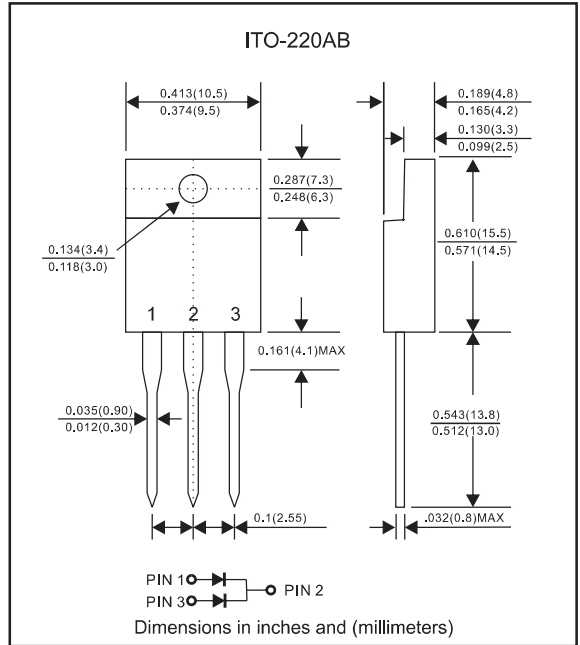 ITO-220AB
0.413(10.5)
0.374(9.5)
0.189(4.8)
0.165(4.2)
0.130(3.3)
0.099(2.5)
0.287(7.3)
0.248(6.3)
0.134(3.4)
0.118(3.0)
0.610(15.5)
0.571(14.5)
1 2 3
0.161(4.1)MAX
0.035(0.90)
0.012(0.30)
0.543(13.8)
0.512(13.0)
0.1(2.55)
.032(0.8)MAX
PIN 1
PIN 2
PIN 3
Dimensions in inches and (millimeters)